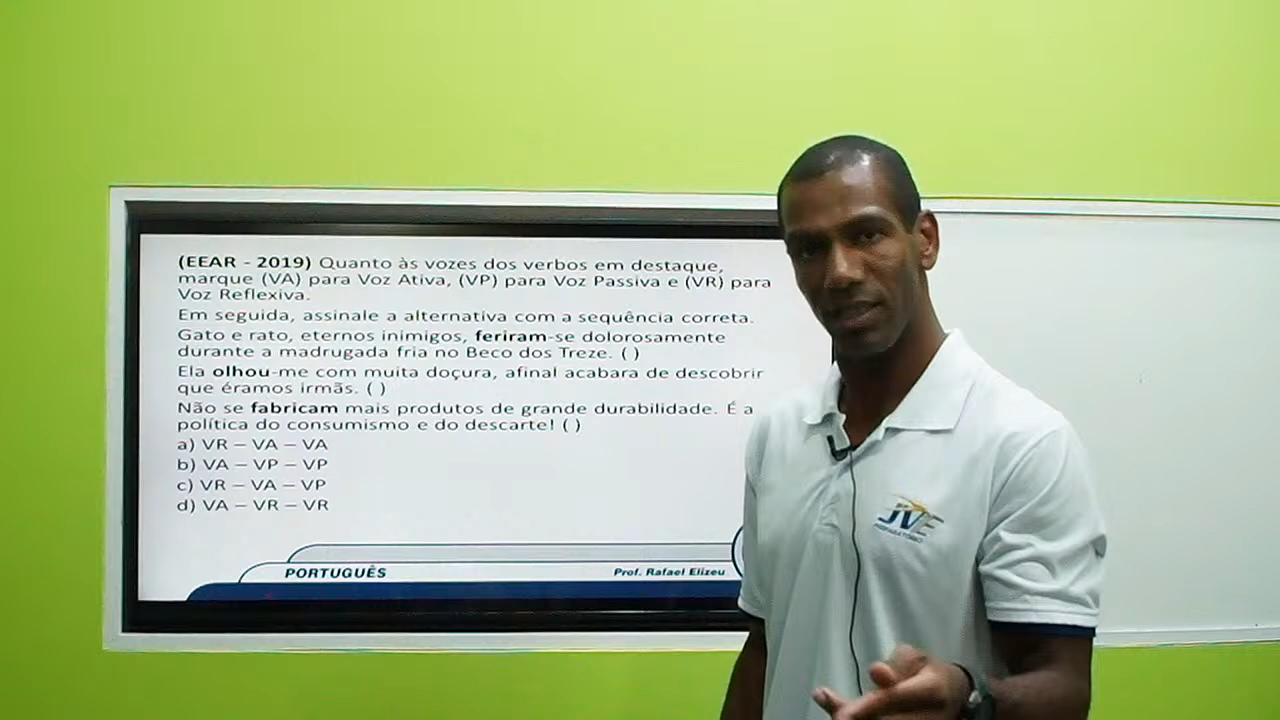 (EEAR - 2019) Quanto às vozes dos verbos em destaque,
marque (VA) para Voz Ativa, (VP) para Voz Passiva e (VR) para
Voz Reflexiva.
Em seguida, assinale a alternativa com a sequência correta.
Gato e rato, eternos inimigos, feriram-se dolorosamente
durante a madrugada fria no Beco dos Treze. ( )
Ela olhou-me com muita doçura, afinal acabara de descobrir
que éramos irmãs. ( )
Não se fabricam mais produtos de grande durabilidade. É a
política do consumismo e do descarte! ( )
a) VR – VA – VA
b) VA – VP – VP
c) VR – VA – VP
d) VA – VR – VR
PORTUGUÊS
Prof. Rafael Elizeu
JVE